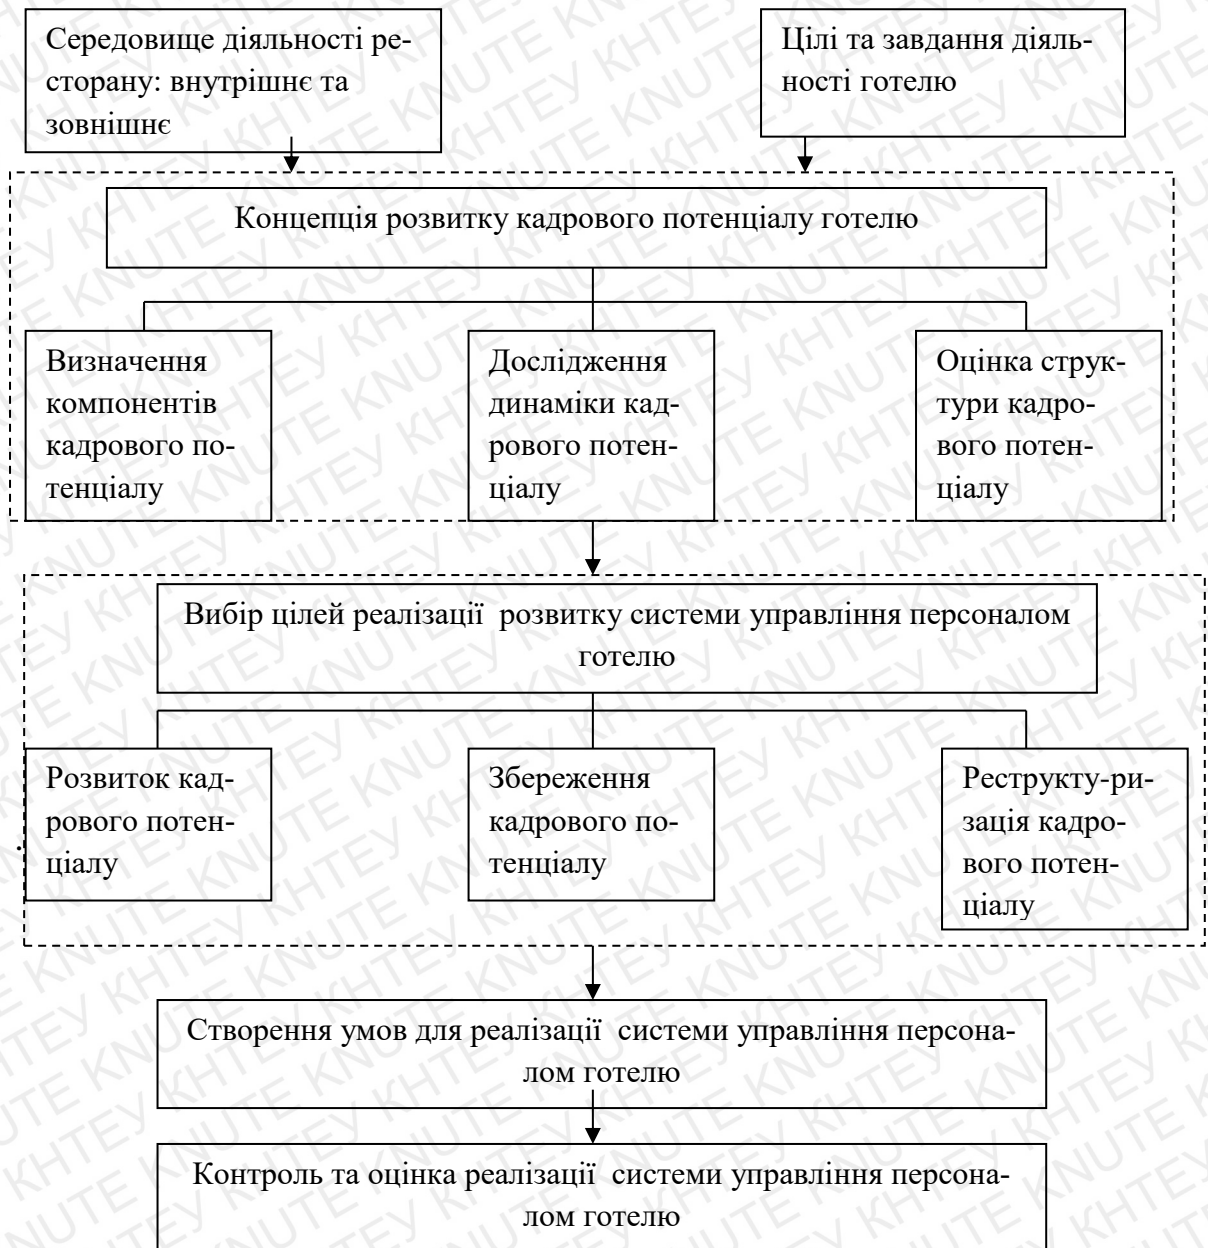 Середовище діяльності ре-
сторану: внутрішнє та
зовнішнє
Цілі та завдання діяль-
ності готелю
Концепція розвитку кадрового потенціалу готелю
Визначення
компонентів
кадрового по-
тенціалу
Дослідження
динаміки кад-
рового потен-
ціалу
Оцінка струк-
тури кадро-
вого потен-
ціалу
Вибір цілей реалізації  розвитку системи управління персоналом
готелю
Розвиток кад-
рового потен-
ціалу
Збереження
кадрового по-
тенціалу
Реструкту-ри-
зація кадро-
вого потен-
ціалу
Створення умов для реалізації  системи управління персона-
лом готелю
Контроль та оцінка реалізації  системи управління персона-
лом готелю